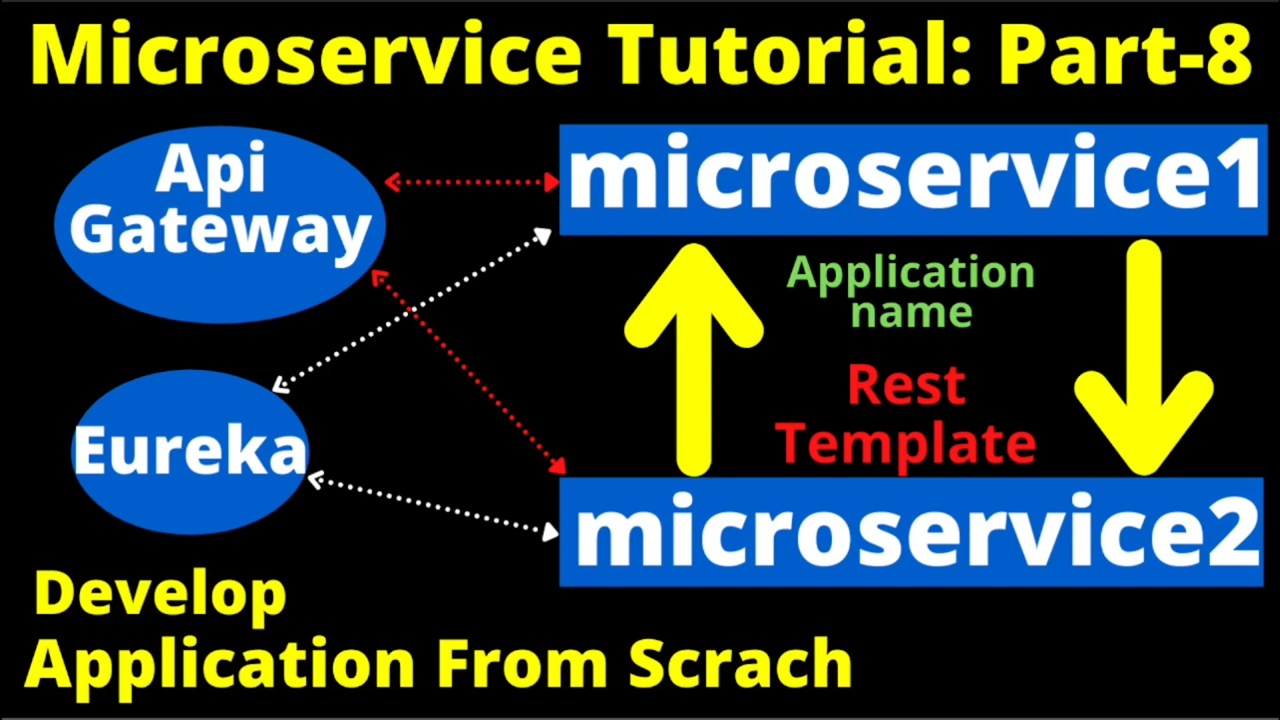 Microservice Tutorial: Part-8
Api
Gateway
microservice1
Application
name
Rest
Template
Eureka
microservice2
Develop
Application From Scrach